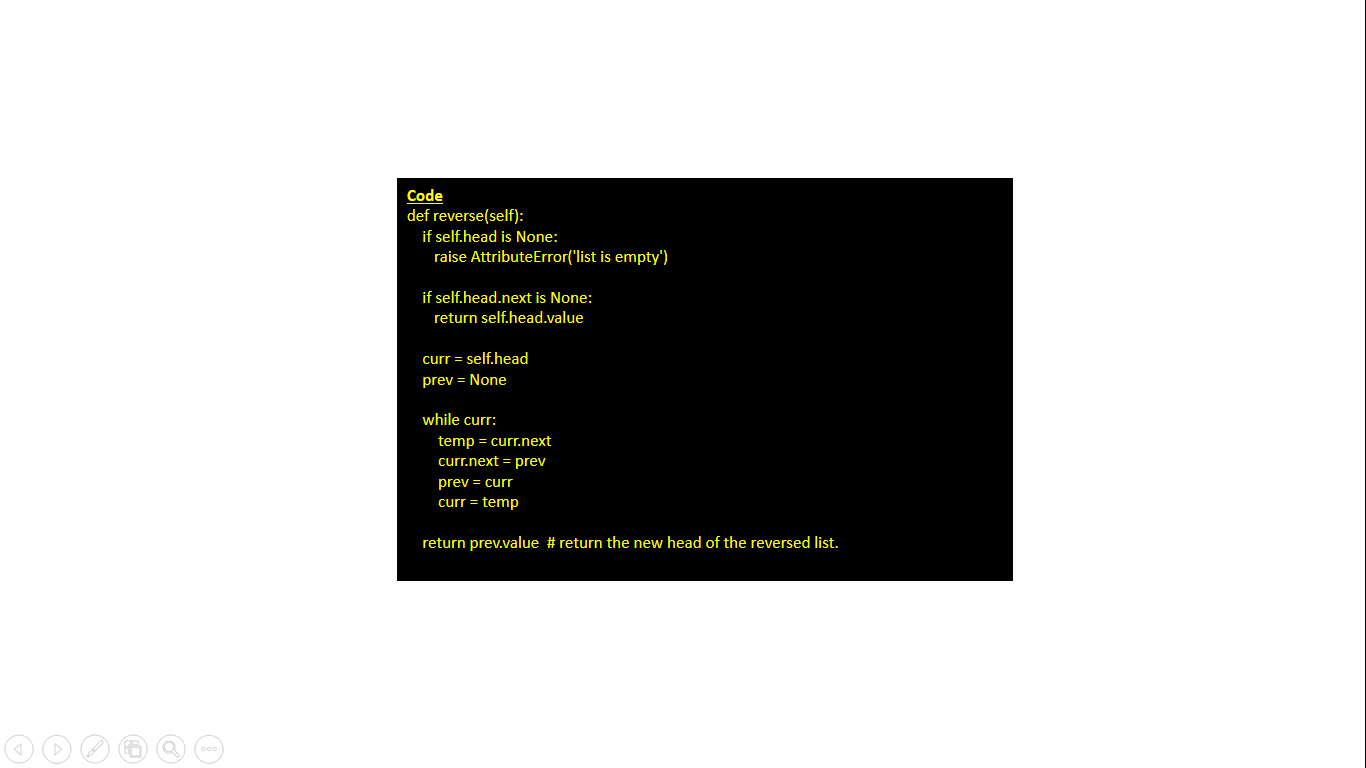 Code
def reverse(self):
    if self.head is None:
       raise AttributeError('list is empty')

    if self.head.next is None:
       return self.head.value

    curr = self.head
    prev = None

    while curr:
        temp = curr.next
        curr.next = prev
        prev = curr
        curr = temp

    return prev.value  # return the new head of the reversed list.